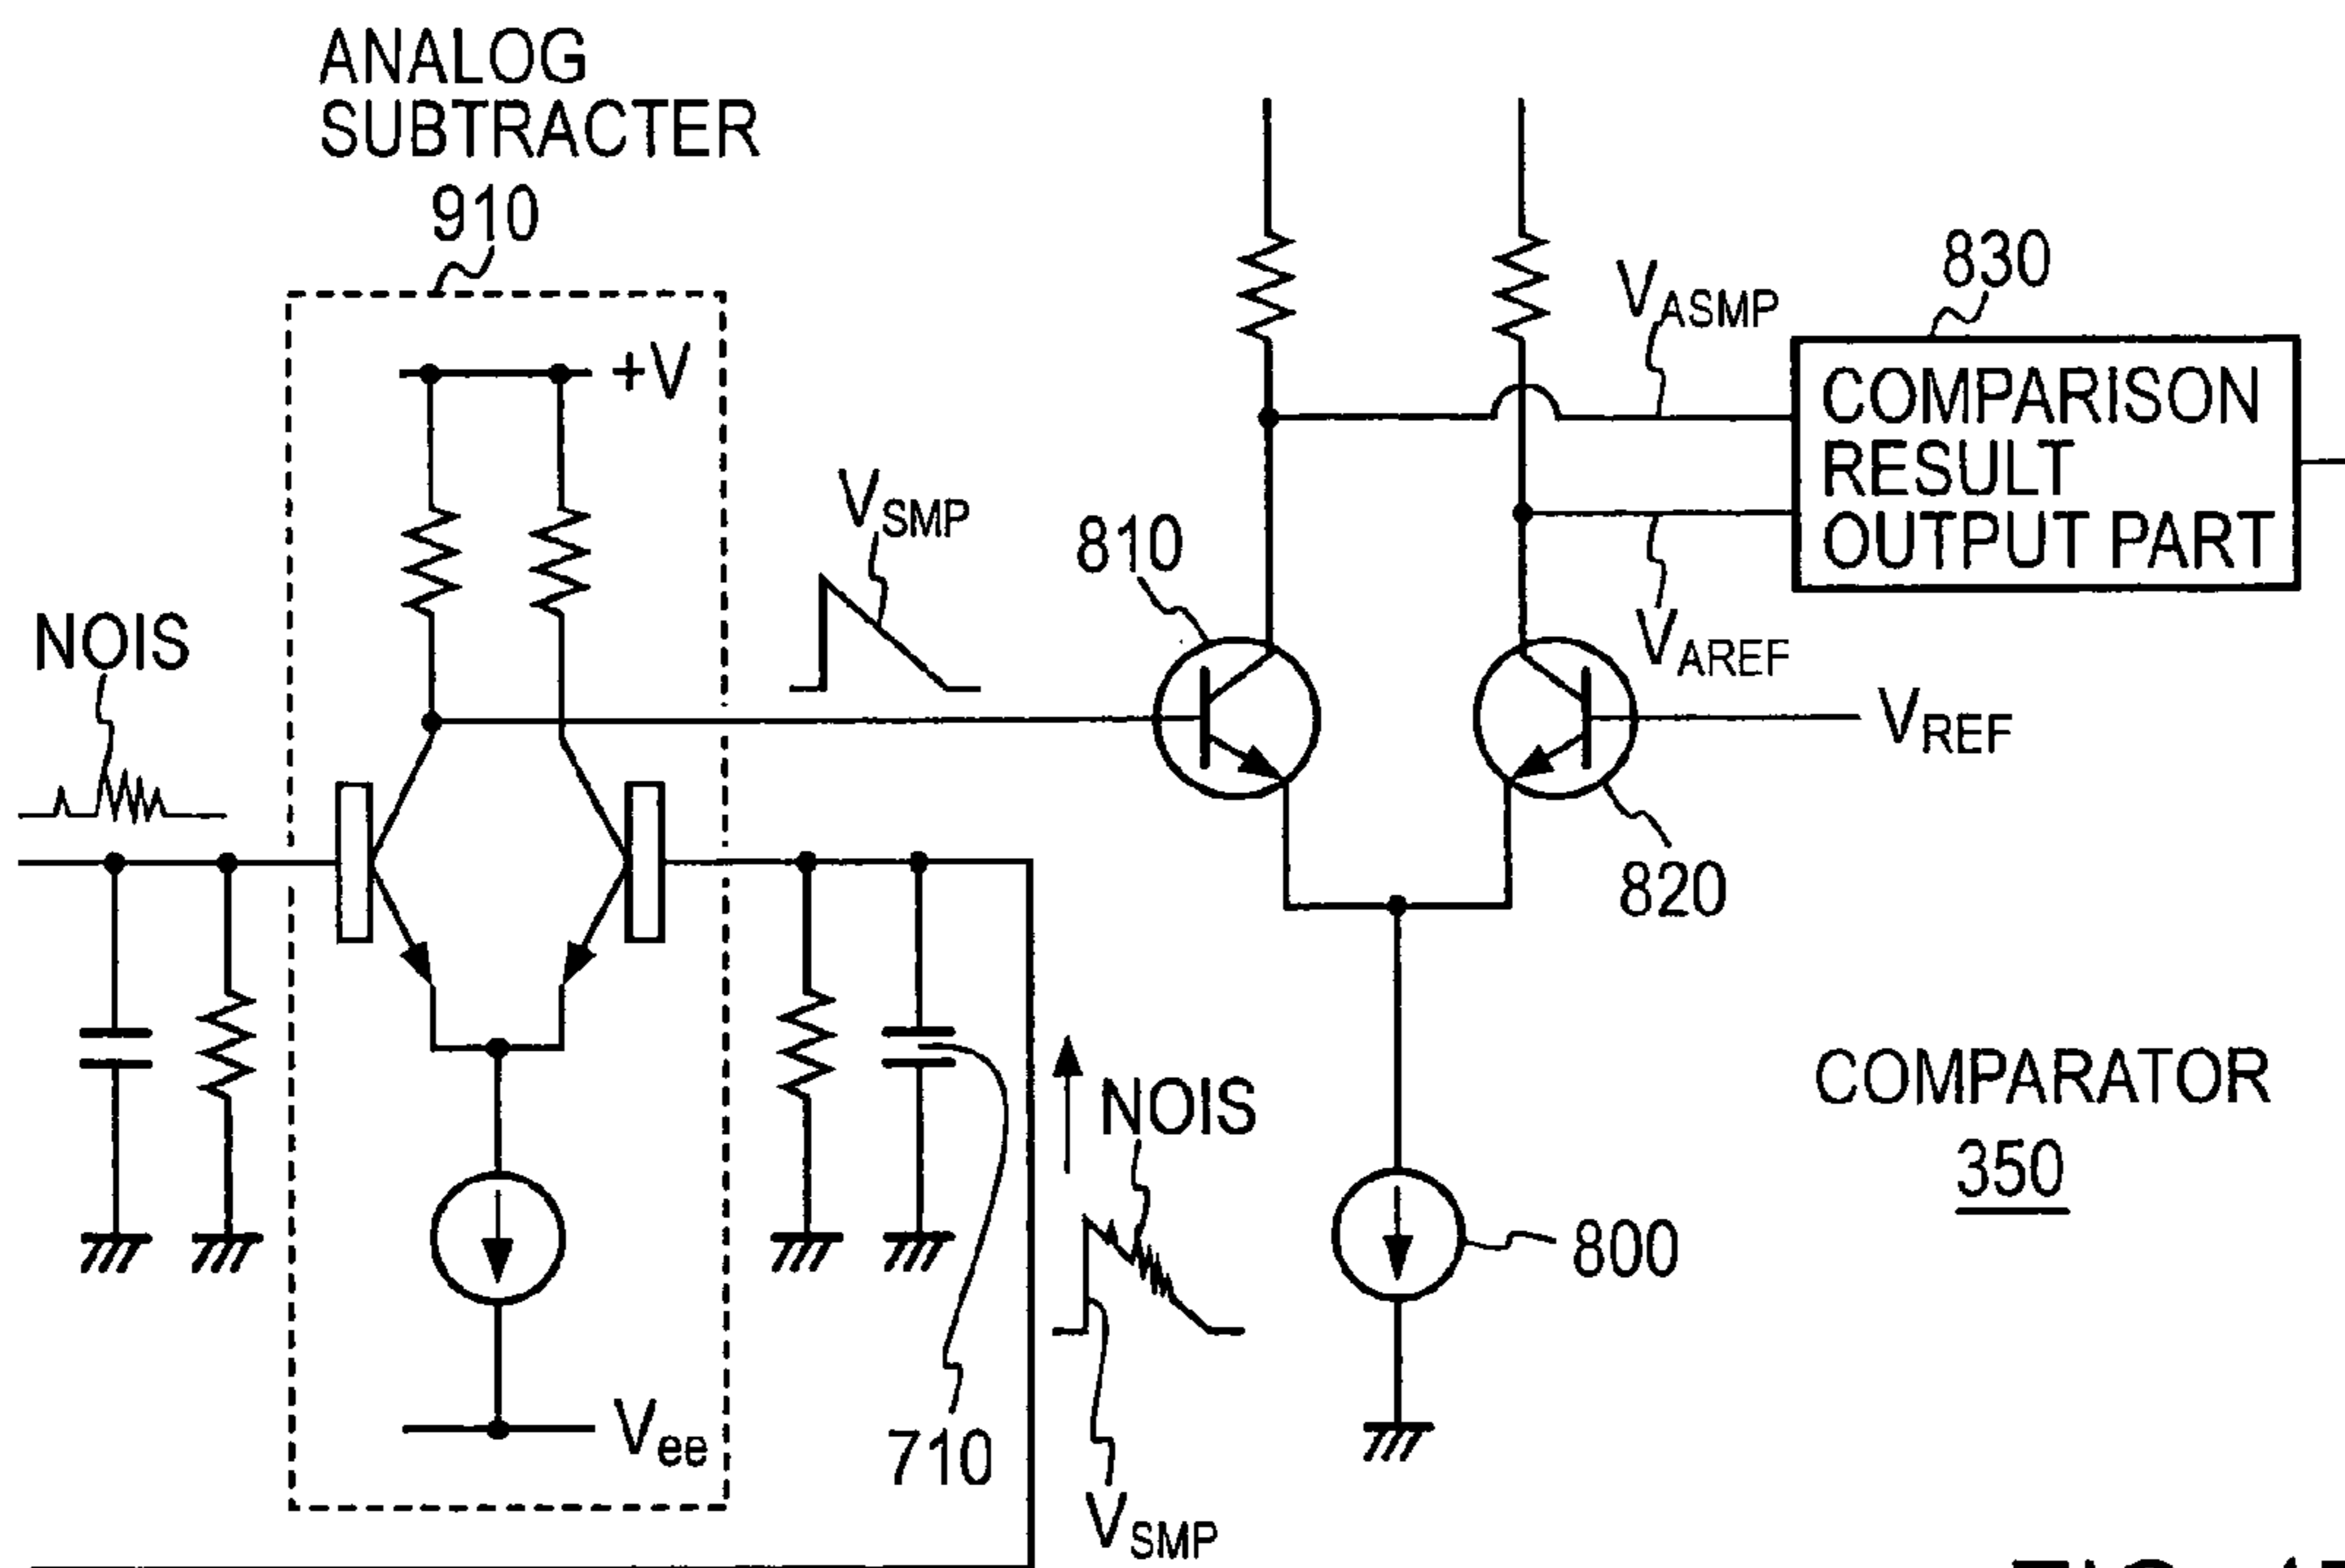 ANALOG
SUBTRACTER
910
+V
V_SMP
NOIS
810
V_ASMP
830
COMPARISON
RESULT
OUTPUT PART
V_AREF
V_REF
820
COMPARATOR
350
NOIS
800
V_ee
710
V_SMP